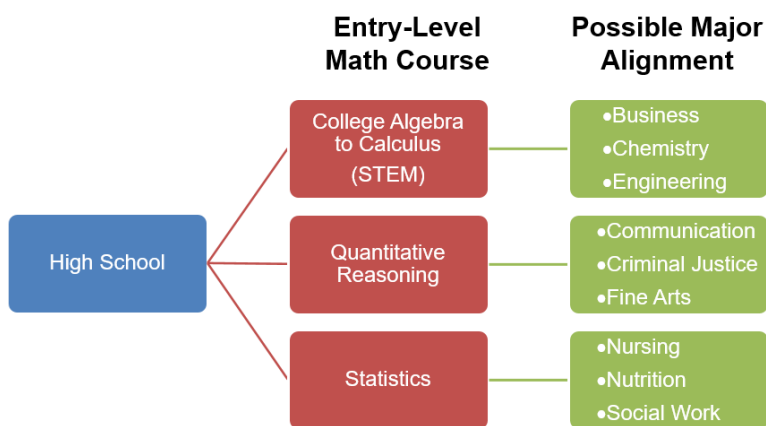 Entry-Level
Math Course
Possible Major
Alignment
High School
College Algebra
to Calculus
(STEM)
•Business
•Chemistry
•Engineering
Quantitative
Reasoning
•Communication
•Criminal Justice
•Fine Arts
Statistics
•Nursing
•Nutrition
•Social Work